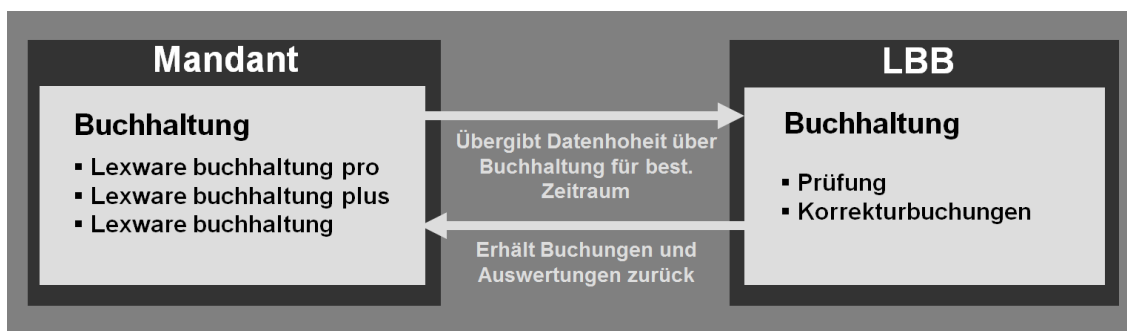 Mandant
Buchhaltung
▪ Lexware buchhaltung pro
▪ Lexware buchhaltung plus
▪ Lexware buchhaltung
Übergibt Datenhoheit über
Buchhaltung für best.
Zeitraum
Erhält Buchungen und
Auswertungen zurück
LBB
Buchhaltung
▪ Prüfung
▪ Korrekturbuchungen